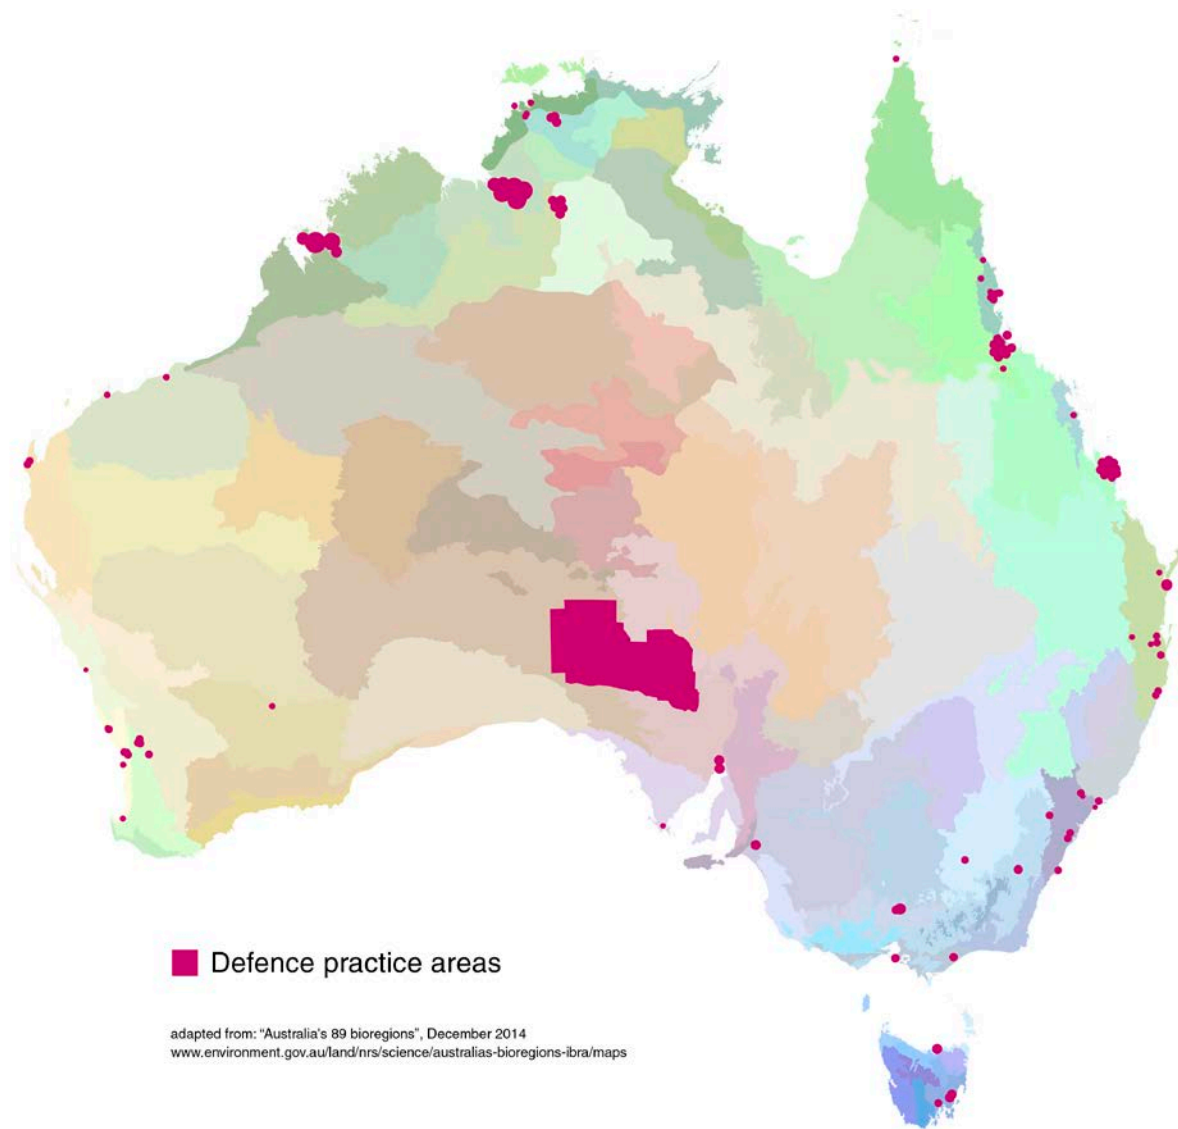 Defence practice areas
adapted from: “Australia's 89 bioregions”, December 2014
www.environment.gov.au/land/nrs/science/australias-bioregions-ibra/maps